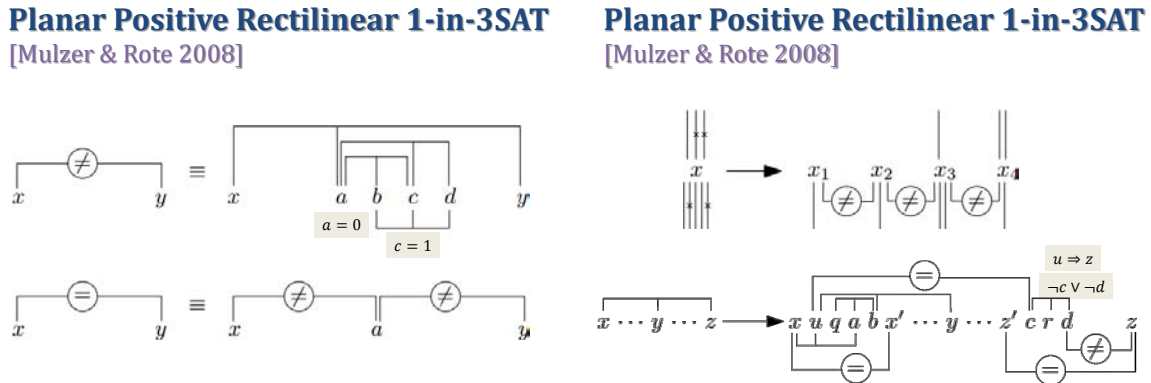 Planar Positive Rectilinear 1-in-3SAT
[Mulzer & Rote 2008]
x ≠ y ≡ x a b c d y
a = 0
c = 1
x = y ≡ x ≠ a ≠ y
Planar Positive Rectilinear 1-in-3SAT
[Mulzer & Rote 2008]
x x₁ ≠ x₂ ≠ x₃ ≠ x₄
u ⇒ z
¬c ∨ ¬d
=
x ⋯ y ⋯ z x u q a b x′ ⋯ y ⋯ z′ c r d z
≠
= =